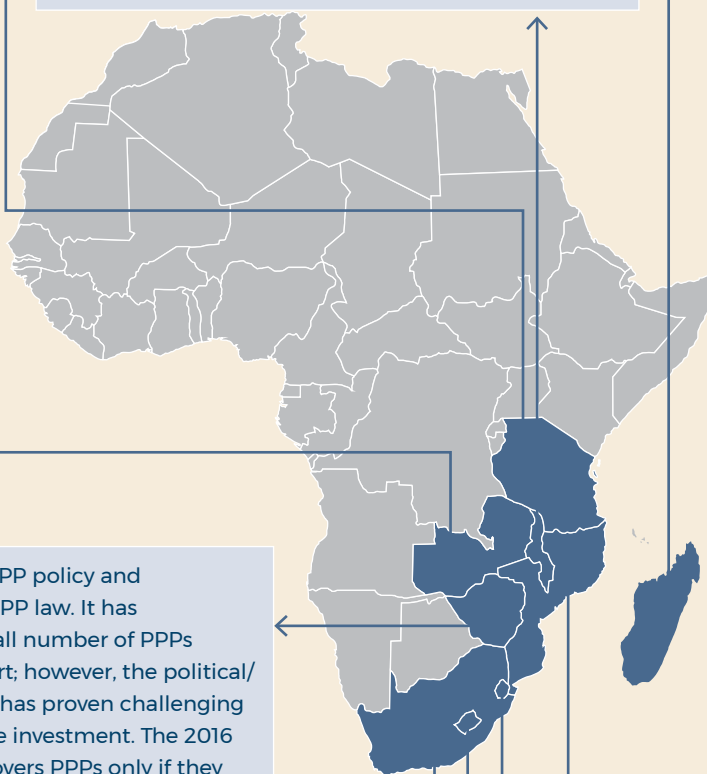 PP policy and
PP law. It has
all number of PPPs
rt; however, the political/
has proven challenging
e investment. The 2016
overs PPPs only if they